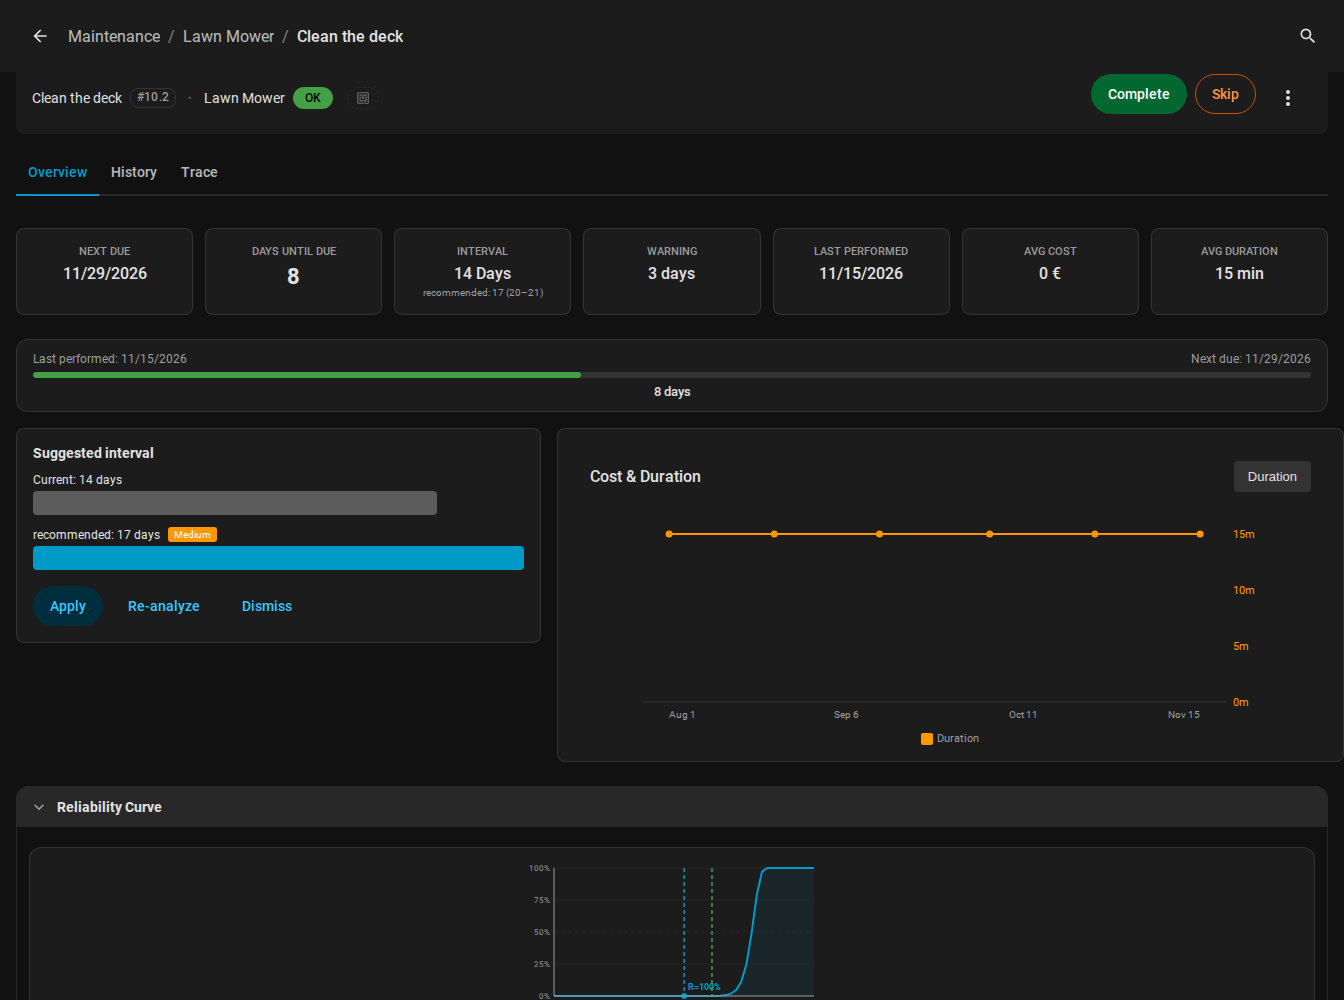 Maintenance / Lawn Mower / Clean the deck
Clean the deck #10.2 · Lawn Mower OK
Complete Skip
Overview History Trace
NEXT DUE
11/29/2026
DAYS UNTIL DUE
8
INTERVAL
14 Days
recommended: 17 (20–21)
WARNING
3 days
LAST PERFORMED
11/15/2026
AVG COST
0 €
AVG DURATION
15 min
Last performed: 11/15/2026 Next due: 11/29/2026
8 days
Suggested interval
Current: 14 days
recommended: 17 days Medium
Apply Re-analyze Dismiss
Cost & Duration Duration
15m
10m
5m
0m
Aug 1 Sep 6 Oct 11 Nov 15
Duration
Reliability Curve
100%
75%
50%
25%
R=100%
0%